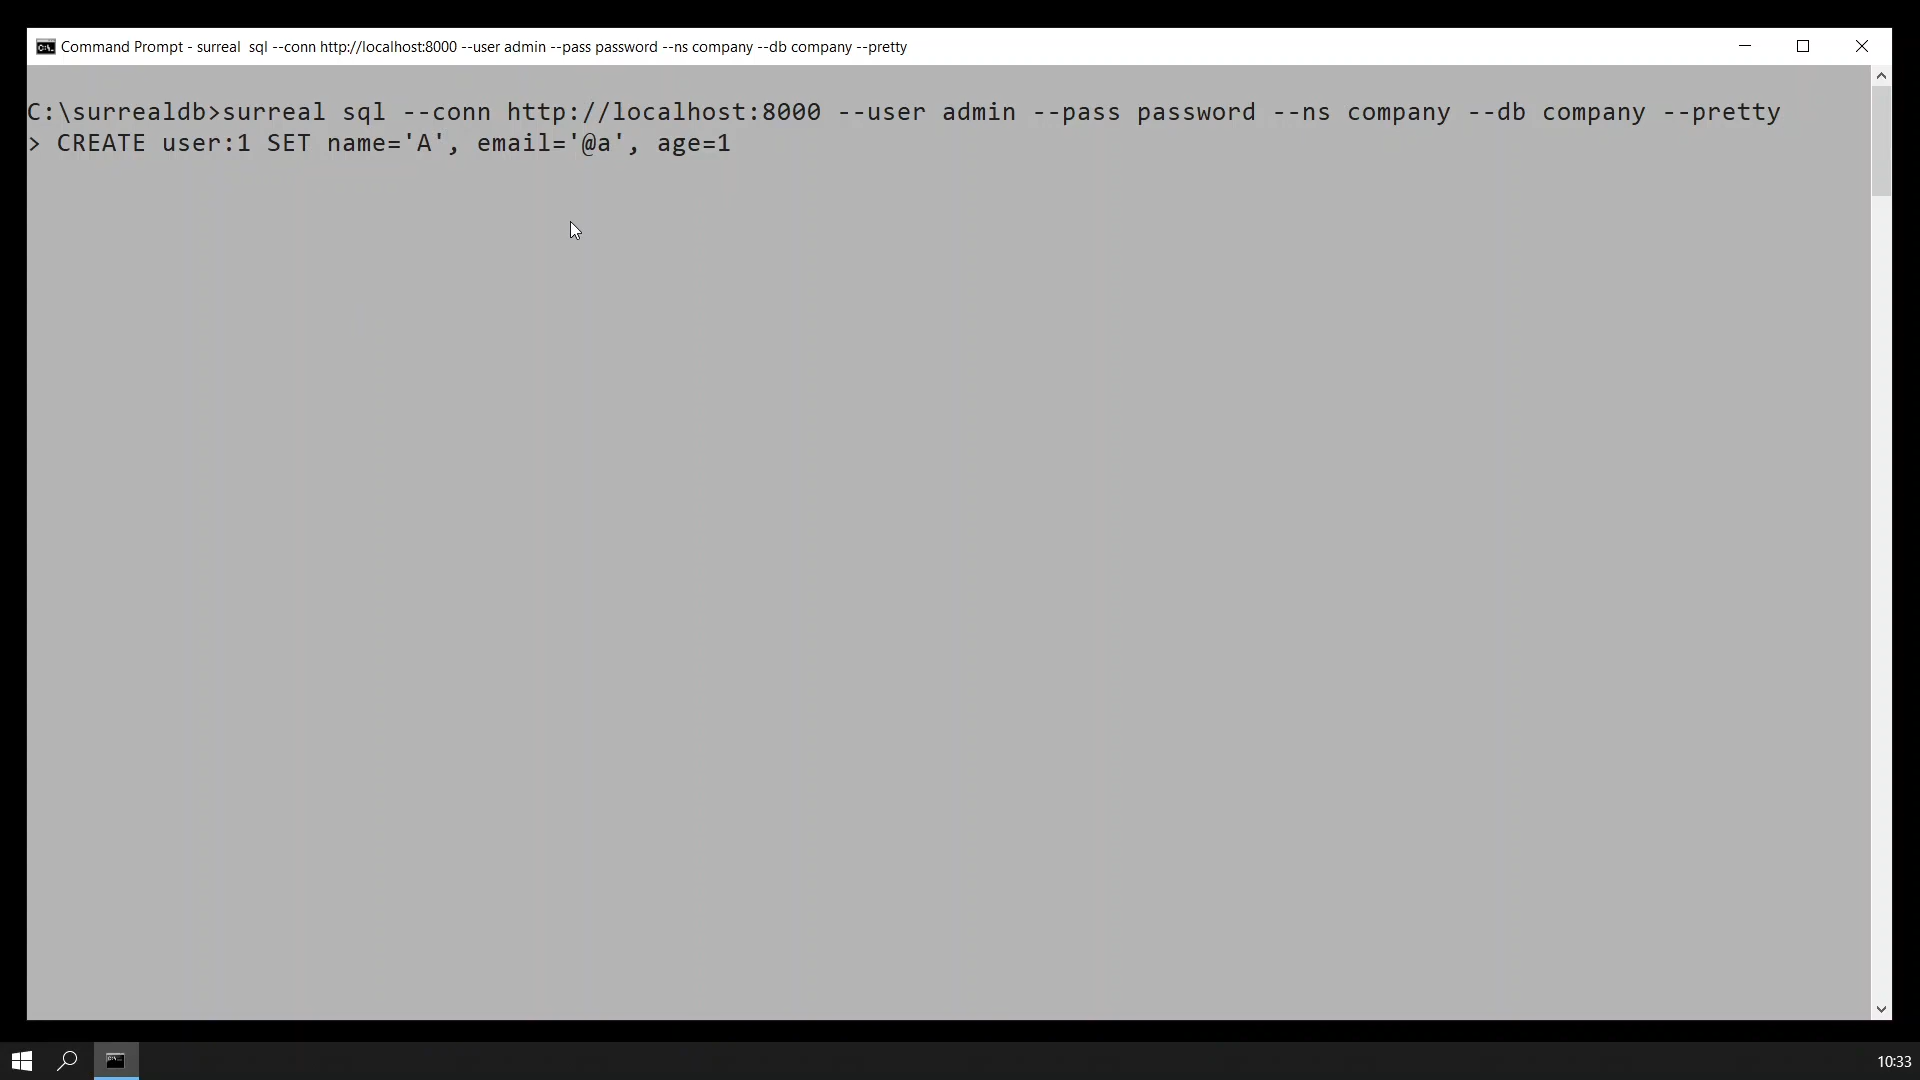 Command Prompt - surreal  sql --conn http://localhost:8000 --user admin --pass password --ns company --db company --pretty
C:\surrealdb>surreal sql --conn http://localhost:8000 --user admin --pass password --ns company --db company --pretty
> CREATE user:1 SET name='A', email='@a', age=1
10:33